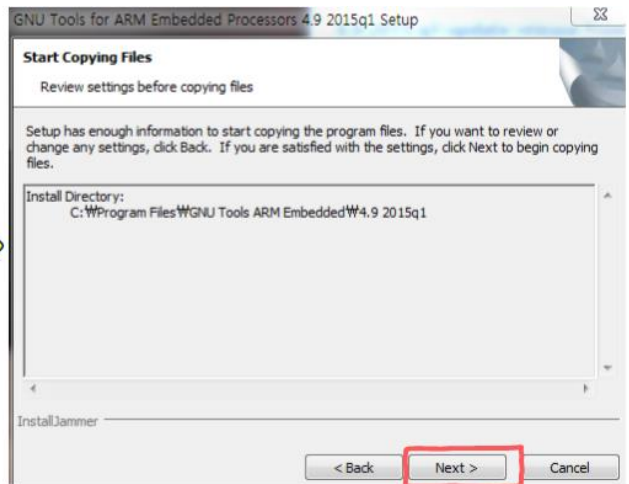 GNU Tools for ARM Embedded Processors 4.9 2015q1 Setup
Start Copying Files
Review settings before copying files
Setup has enough information to start copying the program files. If you want to review or
change any settings, click Back. If you are satisfied with the settings, click Next to begin copying
files.
Install Directory:
C:₩Program Files₩GNU Tools ARM Embedded₩4.9 2015q1
InstallJammer
< Back
Next >
Cancel